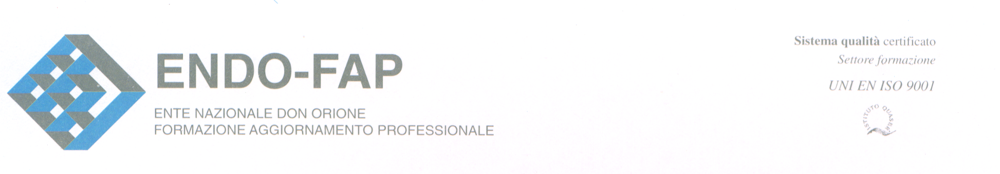 ENDO-FAP
ENTE NAZIONALE DON ORIONE
FORMAZIONE AGGIORNAMENTO PROFESSIONALE
Sistema qualità certificato
Settore formazione
UNI EN ISO 9001
ISTITUTO QUASER